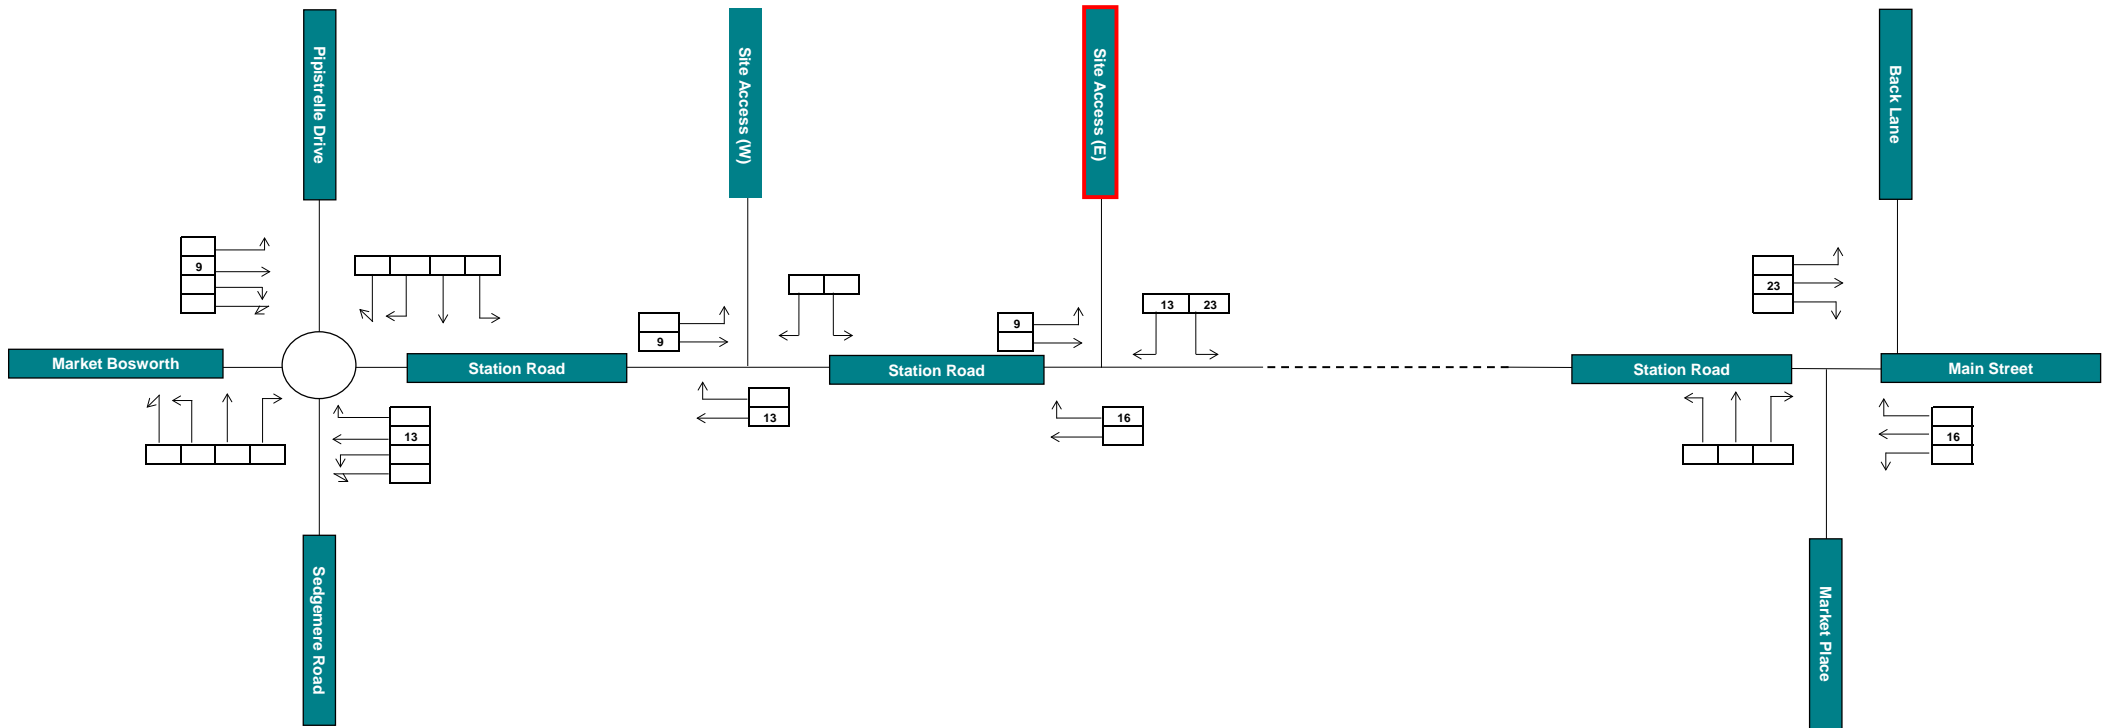 Pipistrelle Drive
Site Access (W)
Site Access (E)
Back Lane
9
23
13 23
9
9
Market Bosworth
Station Road
Station Road
Station Road
Main Street
13
13
16
16
Sedgemere Road
Market Place